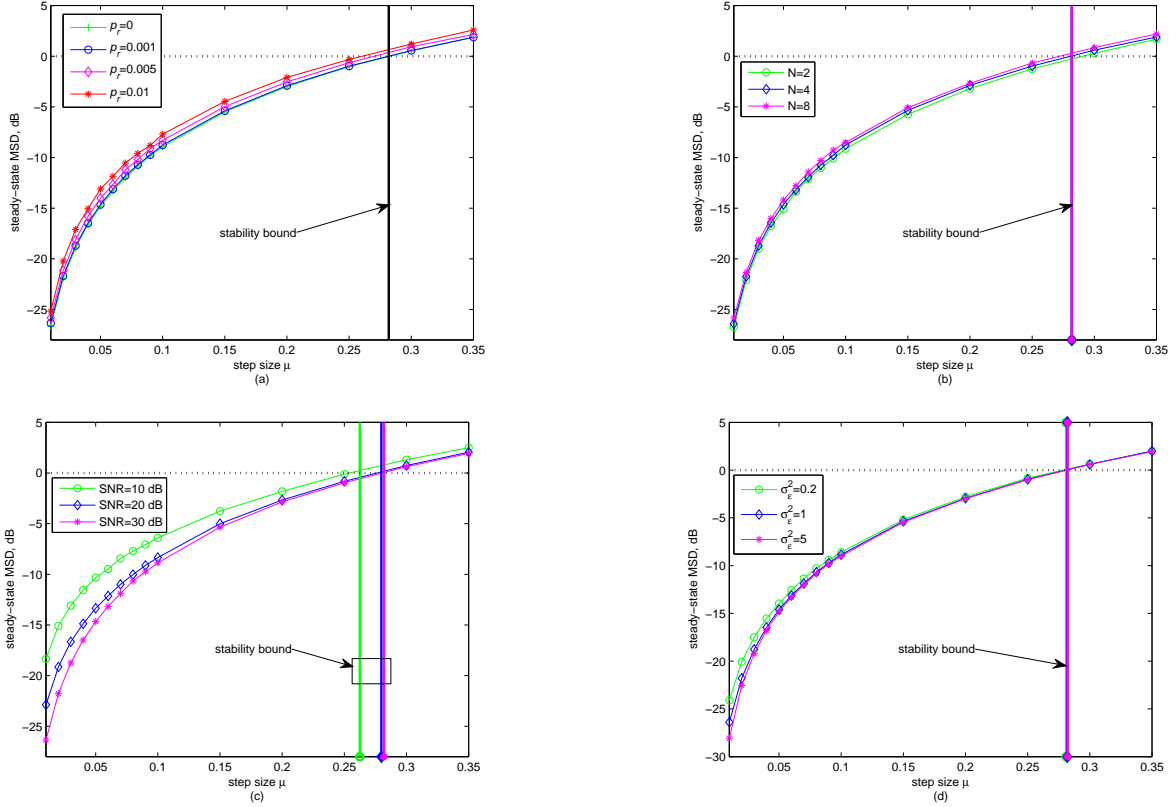 5
0
−5
−10
−15
−20
−25
steady−state MSD, dB
p_r=0
p_r=0.001
p_r=0.005
p_r=0.01
stability bound
0.05 0.1 0.15 0.2 0.25 0.3 0.35
step size μ
(a)
5
0
−5
−10
−15
−20
−25
steady−state MSD, dB
N=2
N=4
N=8
stability bound
0.05 0.1 0.15 0.2 0.25 0.3 0.35
step size μ
(b)
5
0
−5
−10
−15
−20
−25
steady−state MSD, dB
SNR=10 dB
SNR=20 dB
SNR=30 dB
stability bound
0.05 0.1 0.15 0.2 0.25 0.3 0.35
step size μ
(c)
5
0
−5
−10
−15
−20
−25
−30
steady−state MSD, dB
σ_ε^2=0.2
σ_ε^2=1
σ_ε^2=5
stability bound
0.05 0.1 0.15 0.2 0.25 0.3 0.35
step size μ
(d)